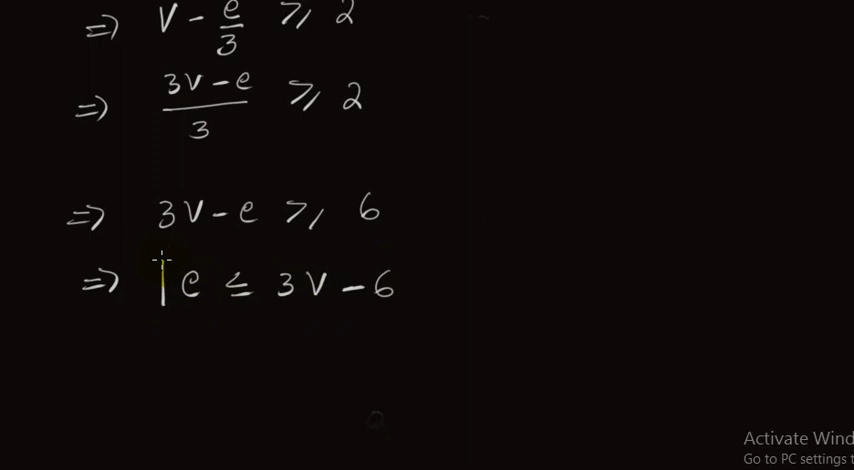 ⇒ V - e/3 ⩾ 2
⇒ (3V - e)/3 ⩾ 2
⇒ 3V - e ⩾ 6
⇒ e ≤ 3V - 6
Activate Wind
Go to PC settings t